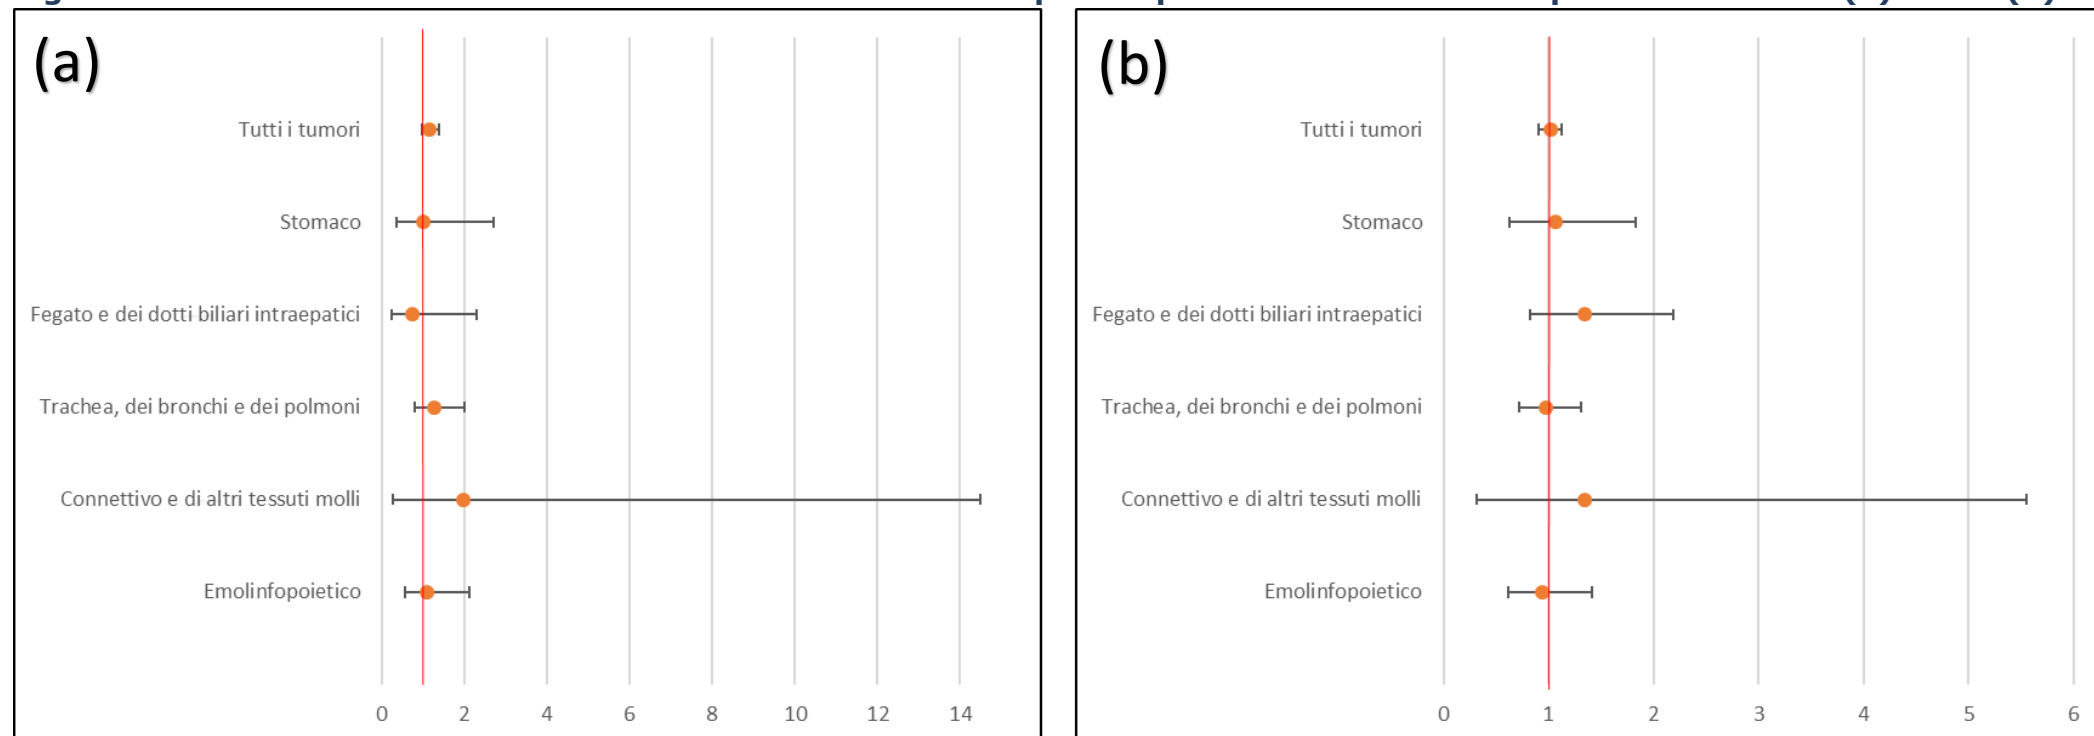 (a)
Tutti i tumori
Stomaco
Fegato e dei dotti biliari intraepatici
Trachea, dei bronchi e dei polmoni
Connettivo e di altri tessuti molli
Emolinfopoietico
0 2 4 6 8 10 12 14
(b)
Tutti i tumori
Stomaco
Fegato e dei dotti biliari intraepatici
Trachea, dei bronchi e dei polmoni
Connettivo e di altri tessuti molli
Emolinfopoietico
0 1 2 3 4 5 6